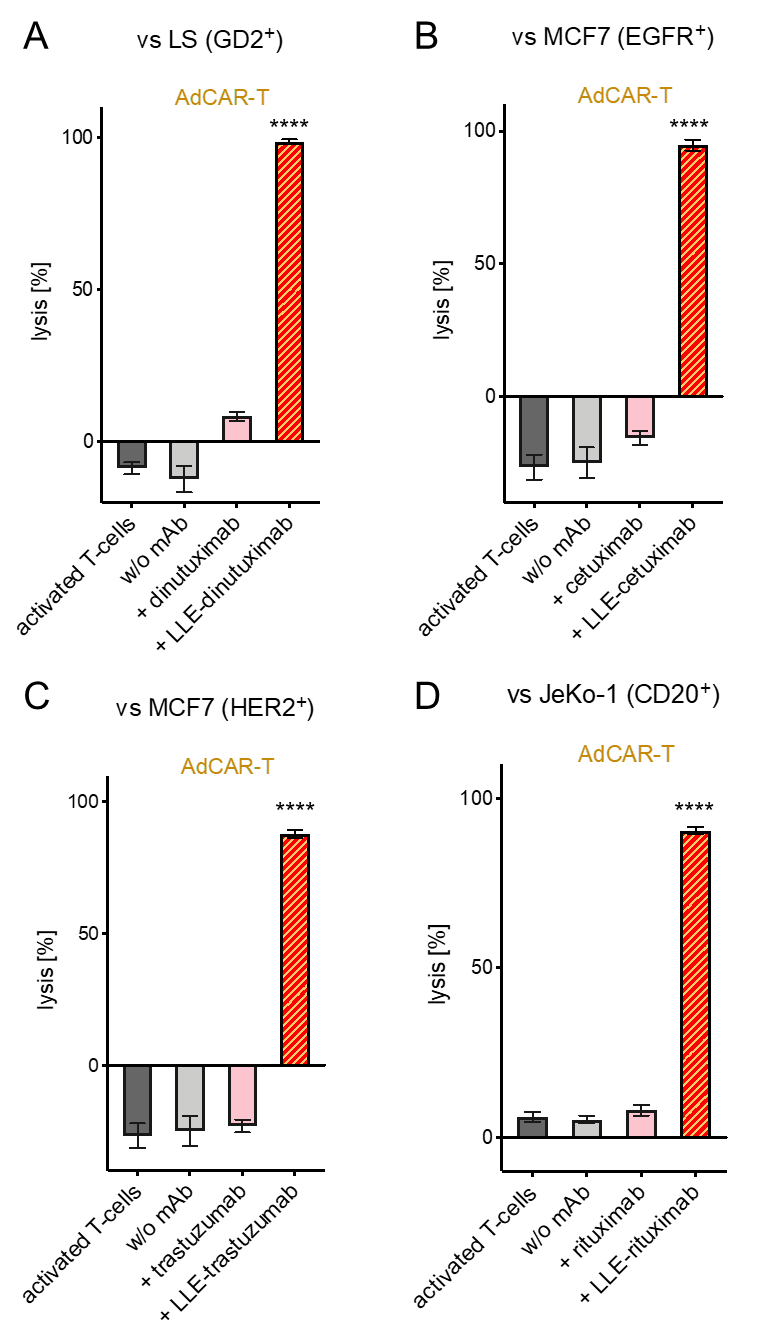 A
vs LS (GD2⁺)
AdCAR-T
****
100
50
0
lysis [%]
activated T-cells
w/o mAb
+ dinutuximab
+ LLE-dinutuximab
B
vs MCF7 (EGFR⁺)
AdCAR-T
****
100
50
0
lysis [%]
activated T-cells
w/o mAb
+ cetuximab
+ LLE-cetuximab
C
vs MCF7 (HER2⁺)
AdCAR-T
****
100
50
0
lysis [%]
activated T-cells
w/o mAb
+ trastuzumab
+ LLE-trastuzumab
D
vs JeKo-1 (CD20⁺)
AdCAR-T
****
100
50
0
lysis [%]
activated T-cells
w/o mAb
+ rituximab
+ LLE-rituximab